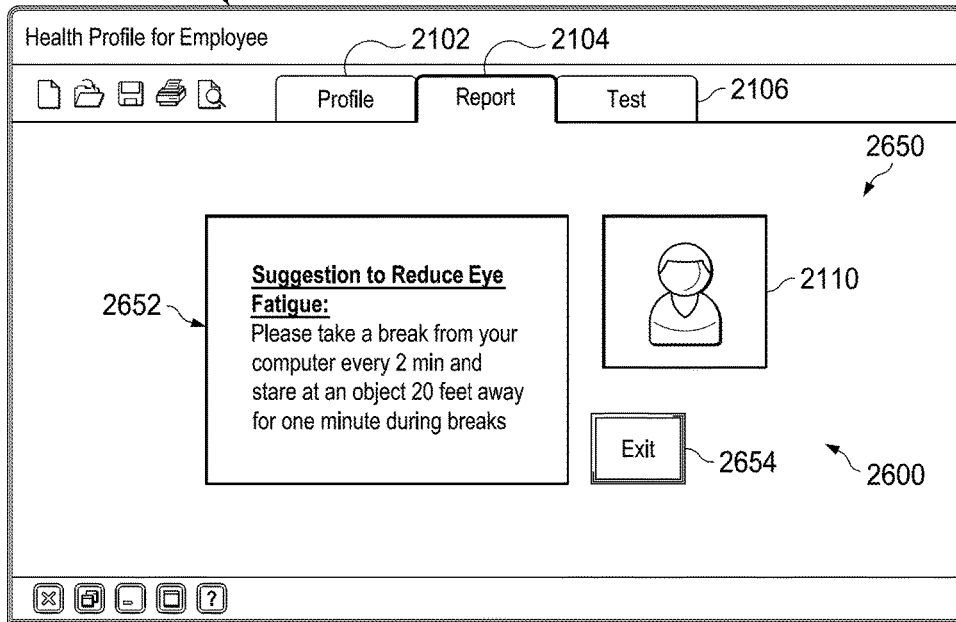 Health Profile for Employee
2102
2104
Profile
Report
Test
2106
2650
Suggestion to Reduce Eye
Fatigue:
Please take a break from your
computer every 2 min and
stare at an object 20 feet away
for one minute during breaks
2652
2110
Exit
2654
2600
?